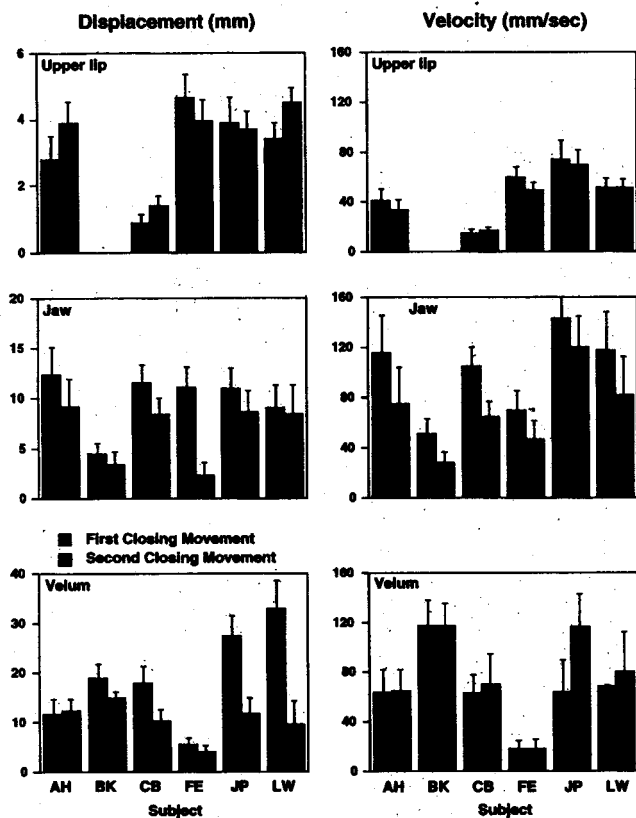 Displacement (mm)
Velocity (mm/sec)
Upper lip
6
4
2
0
Upper lip
160
120
80
40
0
Jaw
20
15
10
5
0
Jaw
160
120
80
40
0
First Closing Movement
Second Closing Movement
Velum
40
30
20
10
0
AH BK CB FE JP LW
Subject
Velum
160
120
80
40
0
AH BK CB FE JP LW
Subject